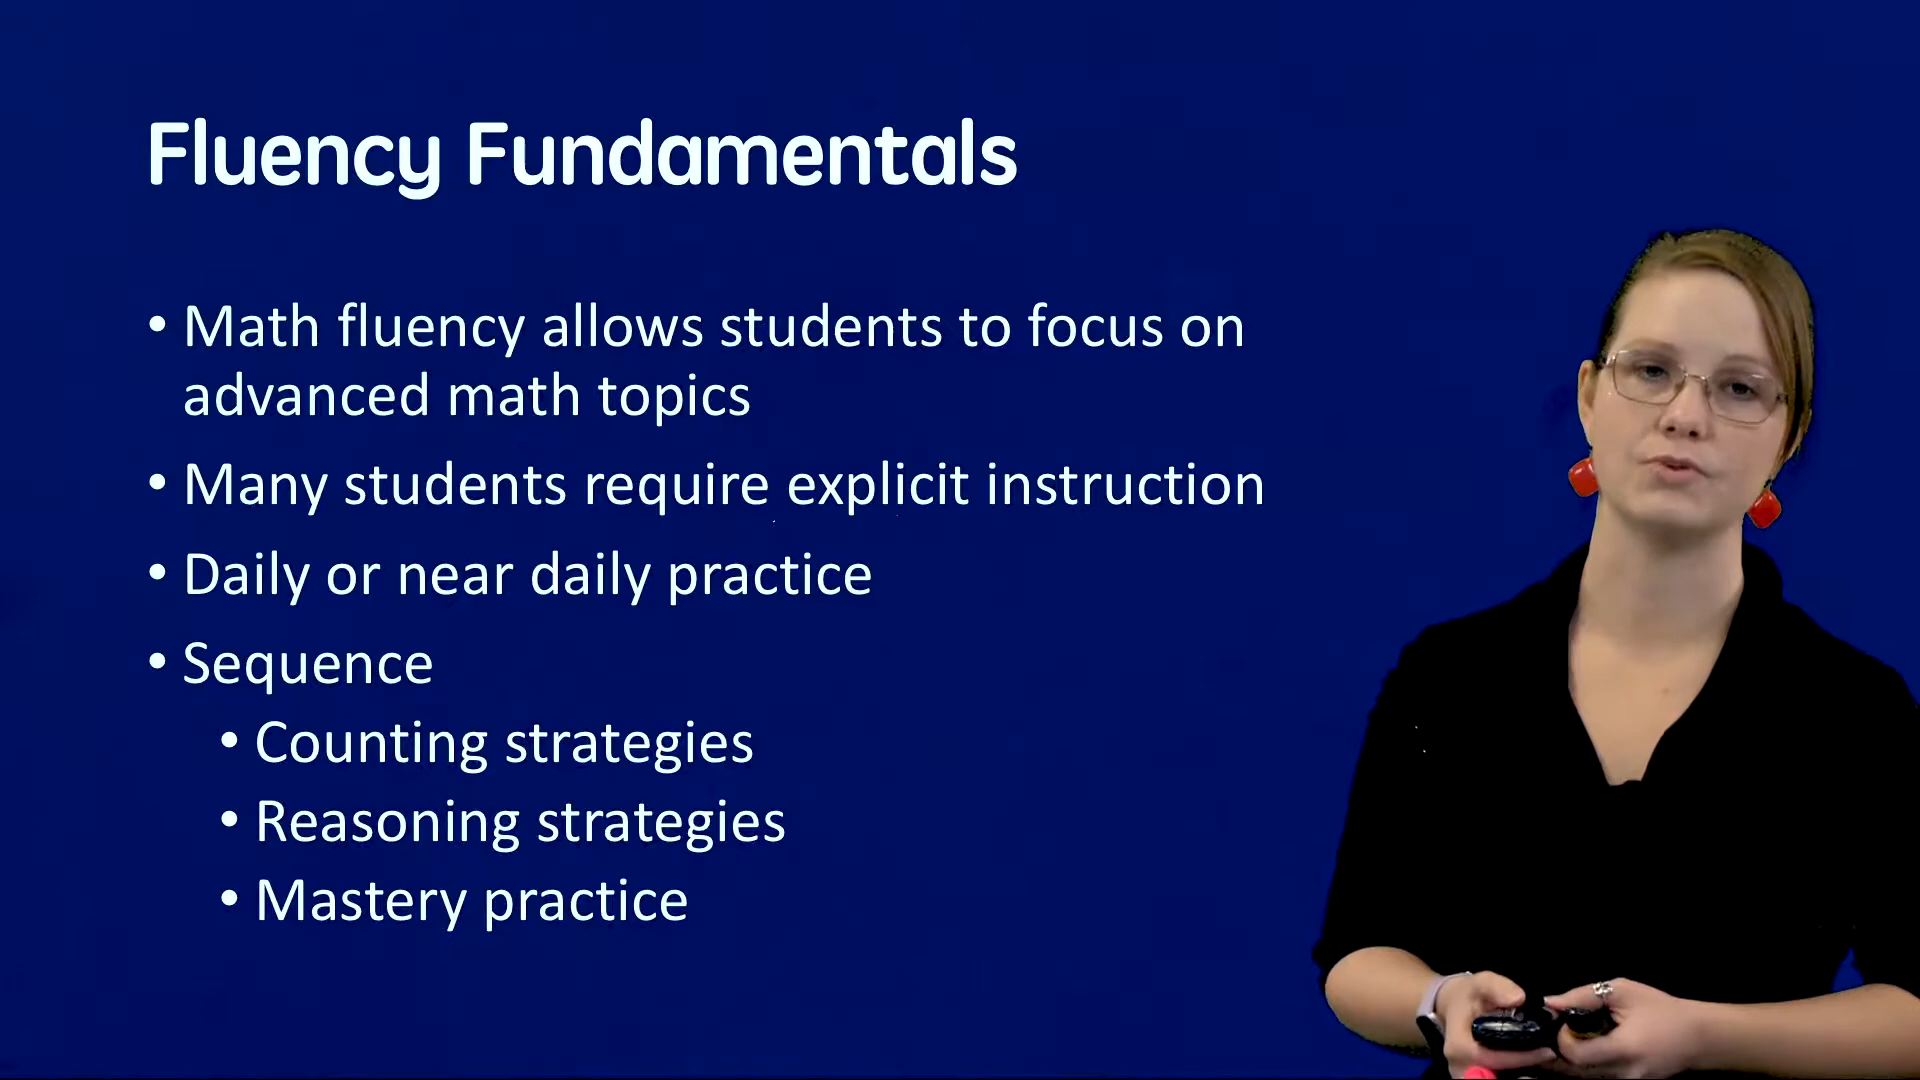 Fluency Fundamentals
• Math fluency allows students to focus on
advanced math topics
• Many students require explicit instruction
• Daily or near daily practice
• Sequence
• Counting strategies
• Reasoning strategies
• Mastery practice